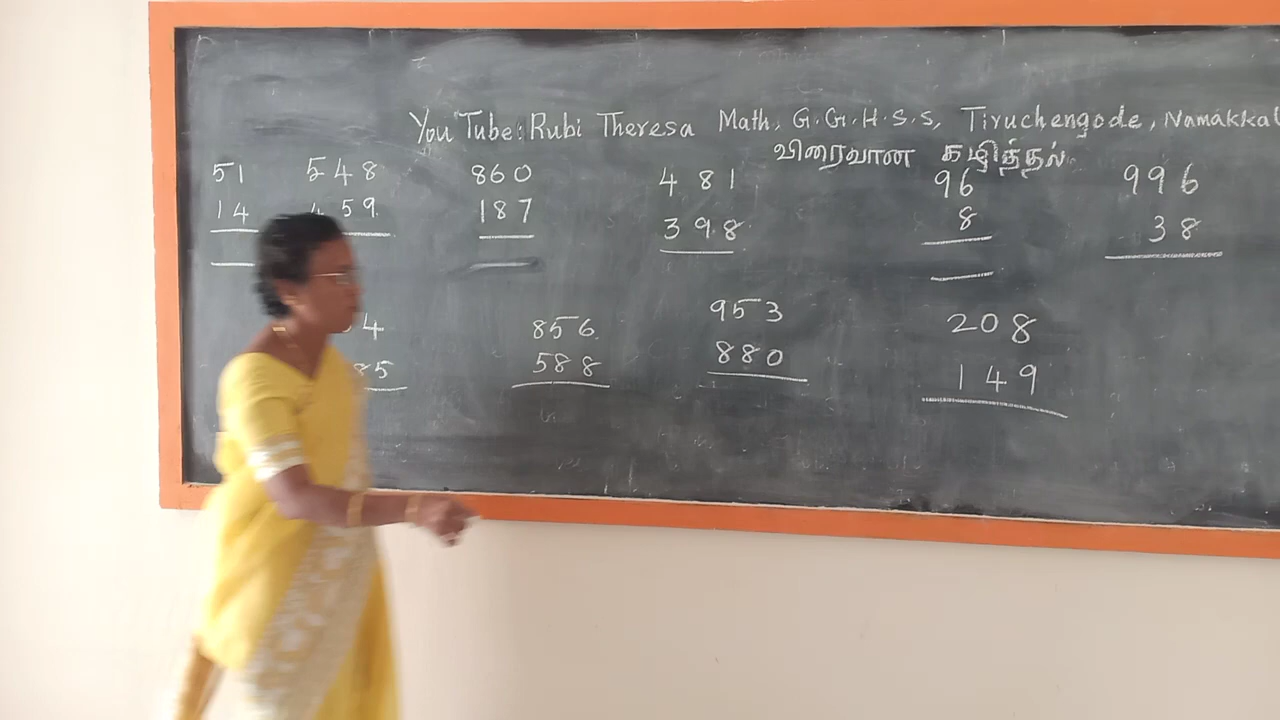 You Tube: Rubi Theresa Math, G.G.H.S.S, Tiruchengode, Namakkal
விரைவான கழித்தல்
51 548 860 481 96 996
14 459 187 398 8 38
4 856 953 208
85 588 880 149